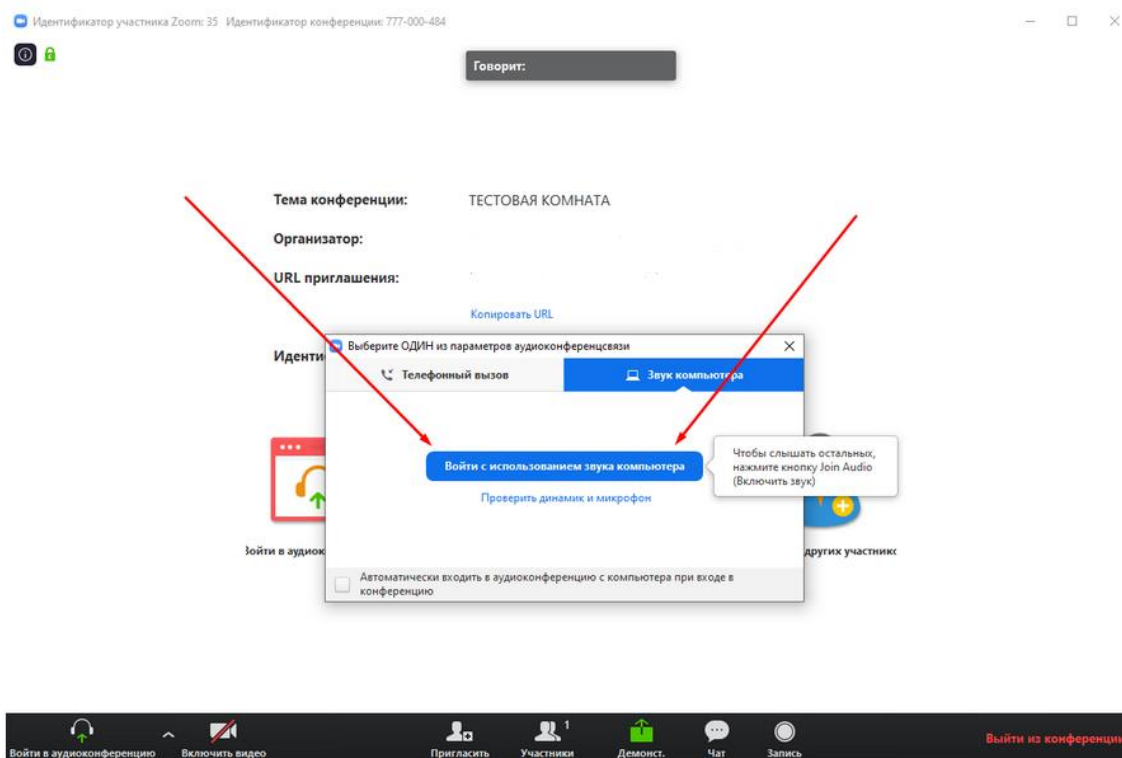 Идентификатор участника Zoom: 35 Идентификатор конференции: 777-000-484
Говорит:
Тема конференции: ТЕСТОВАЯ КОМНАТА
Организатор:
URL приглашения:
Копировать URL
Выберите ОДИН из параметров аудиоконференцсвязи
Телефонный вызов Звук компьютера
Войти с использованием звука компьютера
Чтобы слышать остальных,
нажмите кнопку Join Audio
(Включить звук)
Проверить динамик и микрофон
Войти в других участник
Автоматически входить в аудиоконференцию с компьютера при входе в
конференцию
Войти в аудиоконференцию Включить видео Пригласить Участники 1 Демонст. Чат Запись Выйти из конференции